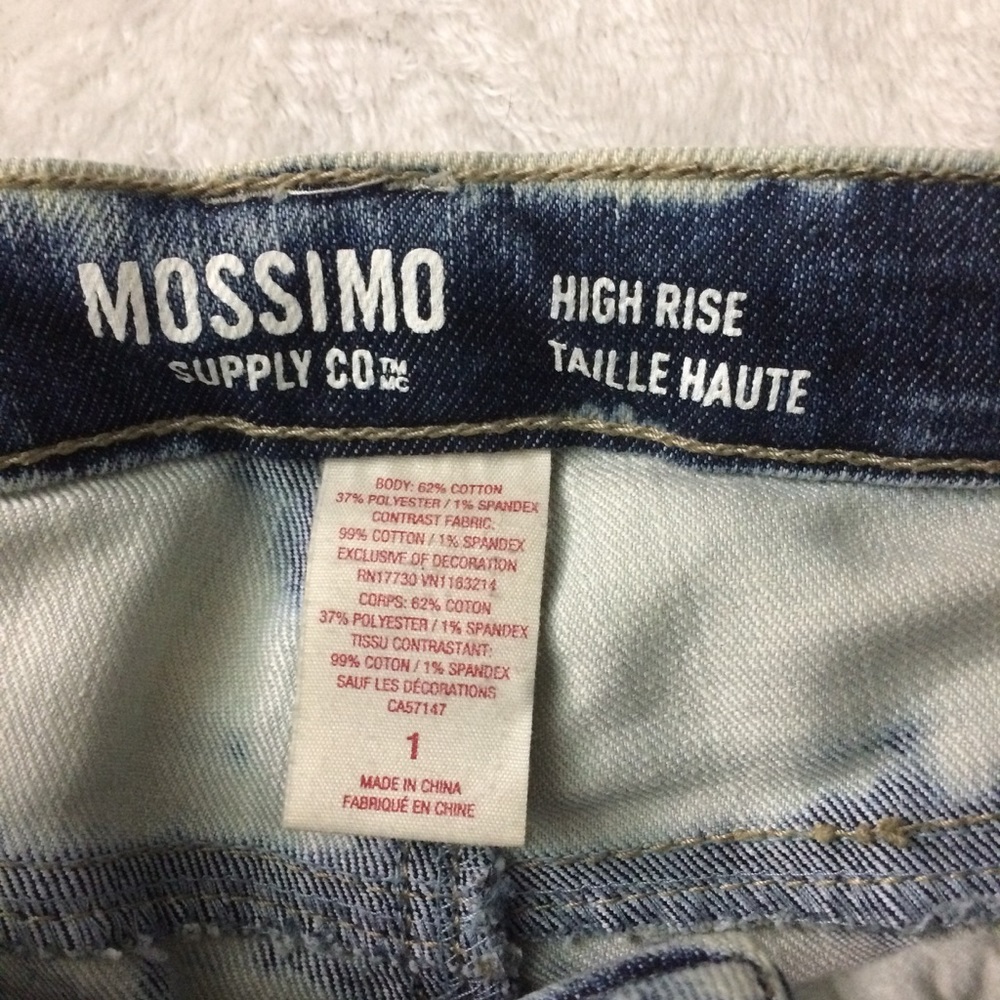 MOSSIMO
SUPPLY CO™ MC
HIGH RISE
TAILLE HAUTE
BODY: 62% COTTON
37% POLYESTER / 1% SPANDEX
CONTRAST FABRIC:
99% COTTON / 1% SPANDEX
EXCLUSIVE OF DECORATION
RN17730 VN1163214
CORPS: 62% COTON
37% POLYESTER / 1% SPANDEX
TISSU CONTRASTANT:
99% COTON / 1% SPANDEX
SAUF LES DÉCORATIONS
CA57147
1
MADE IN CHINA
FABRIQUÉ EN CHINE